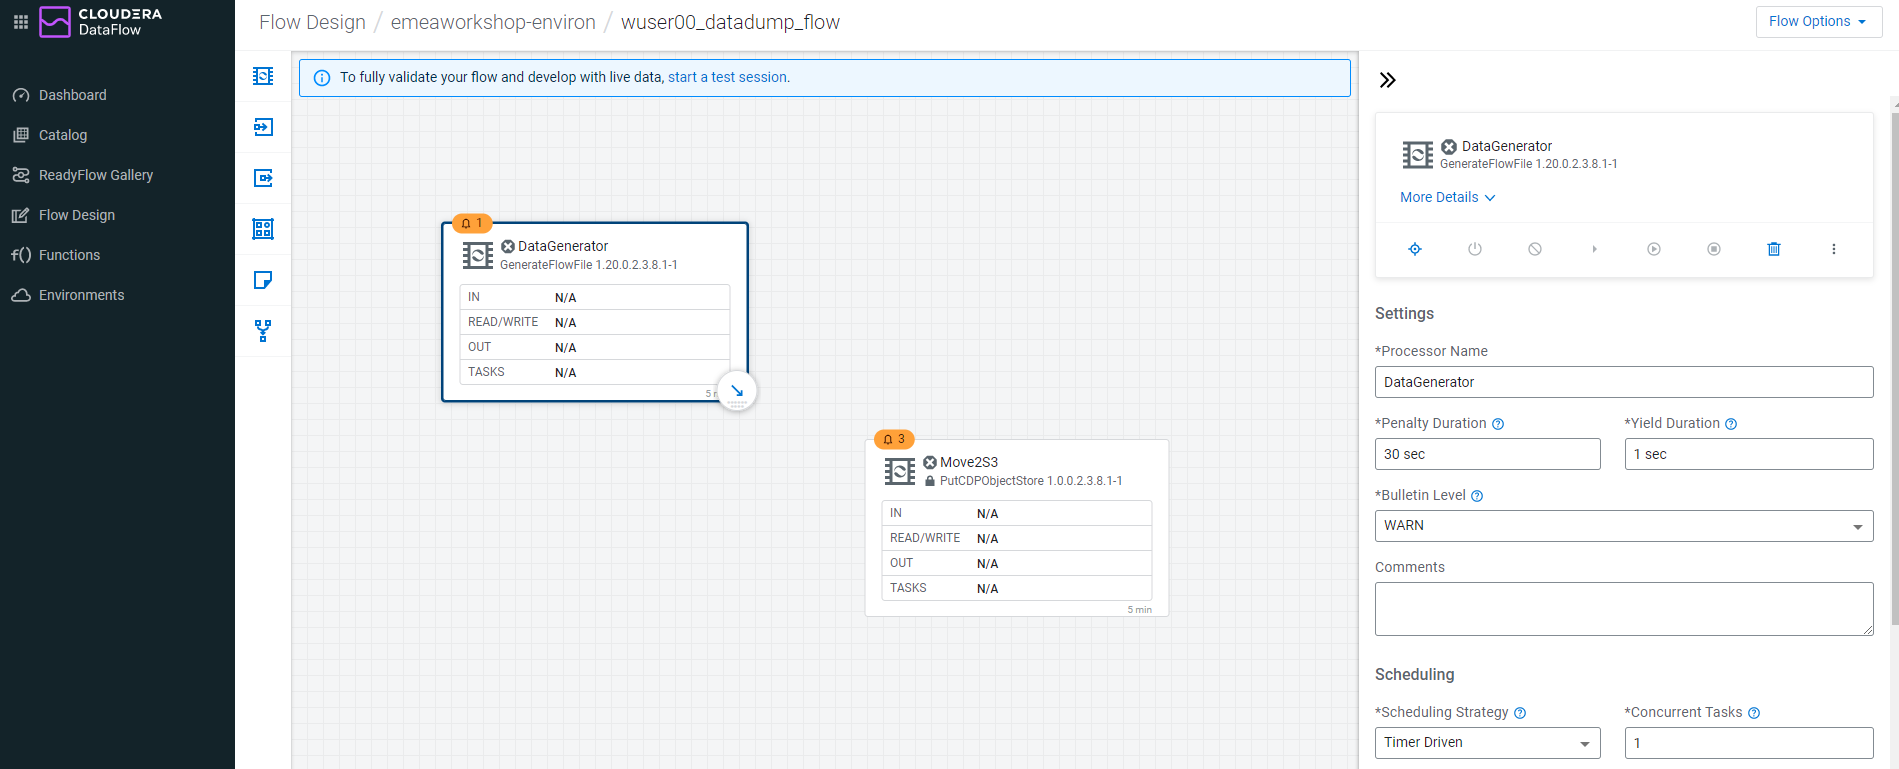 CLOUDERA
DataFlow
Dashboard
Catalog
ReadyFlow Gallery
Flow Design
f() Functions
Environments
Flow Design / emeaworkshop-environ / wuser00_datadump_flow
Flow Options
To fully validate your flow and develop with live data, start a test session.
1
DataGenerator
GenerateFlowFile 1.20.0.2.3.8.1-1
IN N/A
READ/WRITE N/A
OUT N/A
TASKS N/A
5
3
Move2S3
PutCDPObjectStore 1.0.0.2.3.8.1-1
IN N/A
READ/WRITE N/A
OUT N/A
TASKS N/A
5 min
DataGenerator
GenerateFlowFile 1.20.0.2.3.8.1-1
More Details
Settings
*Processor Name
DataGenerator
*Penalty Duration *Yield Duration
30 sec 1 sec
*Bulletin Level
WARN
Comments
Scheduling
*Scheduling Strategy *Concurrent Tasks
Timer Driven 1